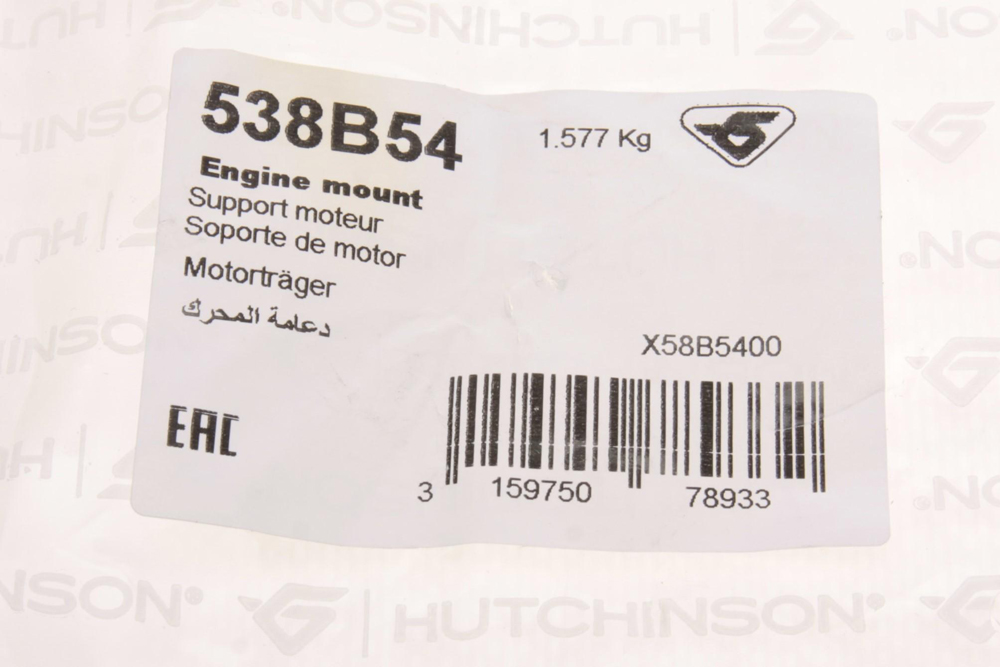 538B54
1.577 Kg
Engine mount
Support moteur
Soporte de motor
Motorträger
دعامة المحرك
X58B5400
EAC
3 159750 78933
HUTCHINSON